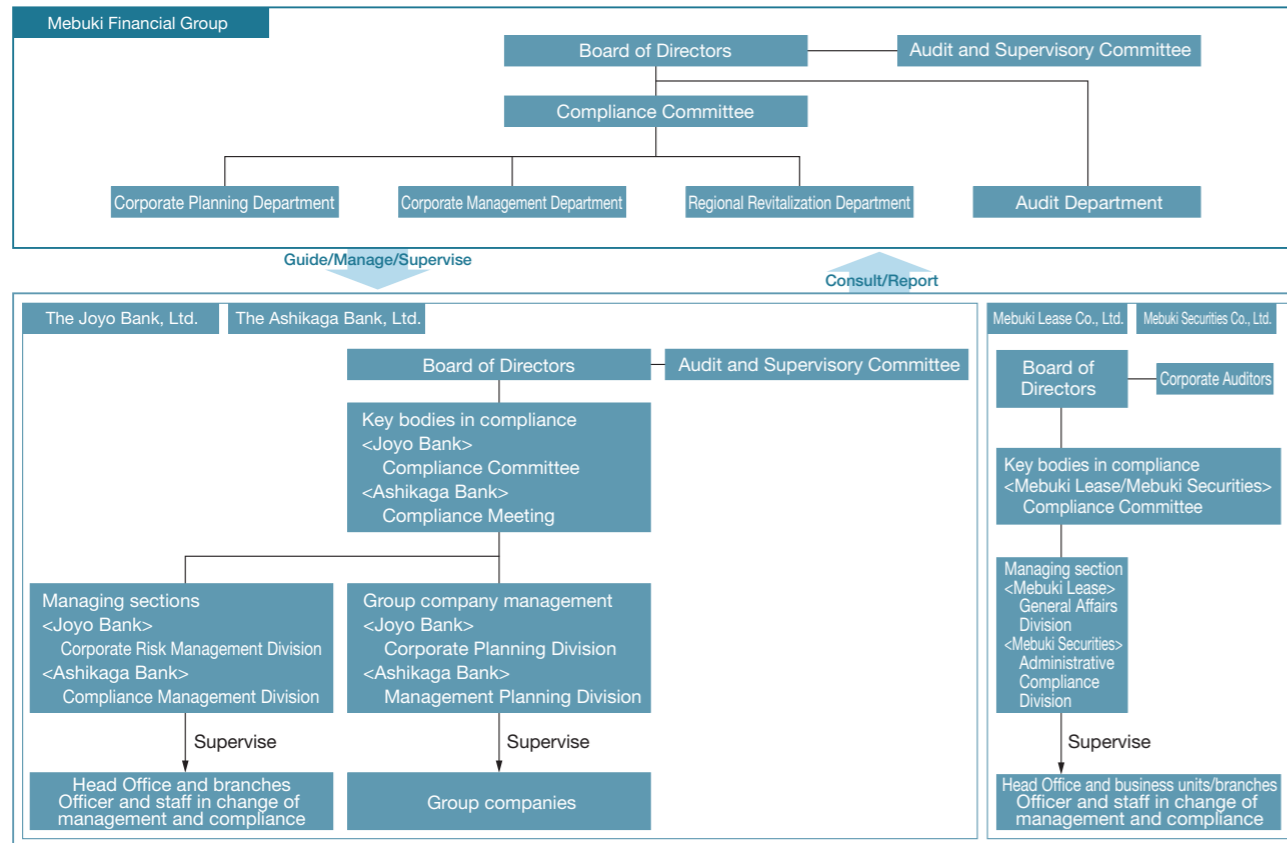 Mebuki Financial Group
Board of Directors
Audit and Supervisory Committee
Compliance Committee
Corporate Planning Department
Corporate Management Department
Regional Revitalization Department
Audit Department
Guide/Manage/Supervise
Consult/Report
The Joyo Bank, Ltd.
The Ashikaga Bank, Ltd.
Board of Directors
Audit and Supervisory Committee
Key bodies in compliance
<Joyo Bank>
Compliance Committee
<Ashikaga Bank>
Compliance Meeting
Managing sections
<Joyo Bank>
Corporate Risk Management Division
<Ashikaga Bank>
Compliance Management Division
Group company management
<Joyo Bank>
Corporate Planning Division
<Ashikaga Bank>
Management Planning Division
Supervise
Supervise
Head Office and branches
Officer and staff in change of
management and compliance
Group companies
Mebuki Lease Co., Ltd.
Mebuki Securities Co., Ltd.
Board of
Directors
Corporate Auditors
Key bodies in compliance
<Mebuki Lease/Mebuki Securities>
Compliance Committee
Managing section
<Mebuki Lease>
General Affairs
Division
<Mebuki Securities>
Administrative
Compliance
Division
Supervise
Head Office and business units/branches
Officer and staff in change of
management and compliance